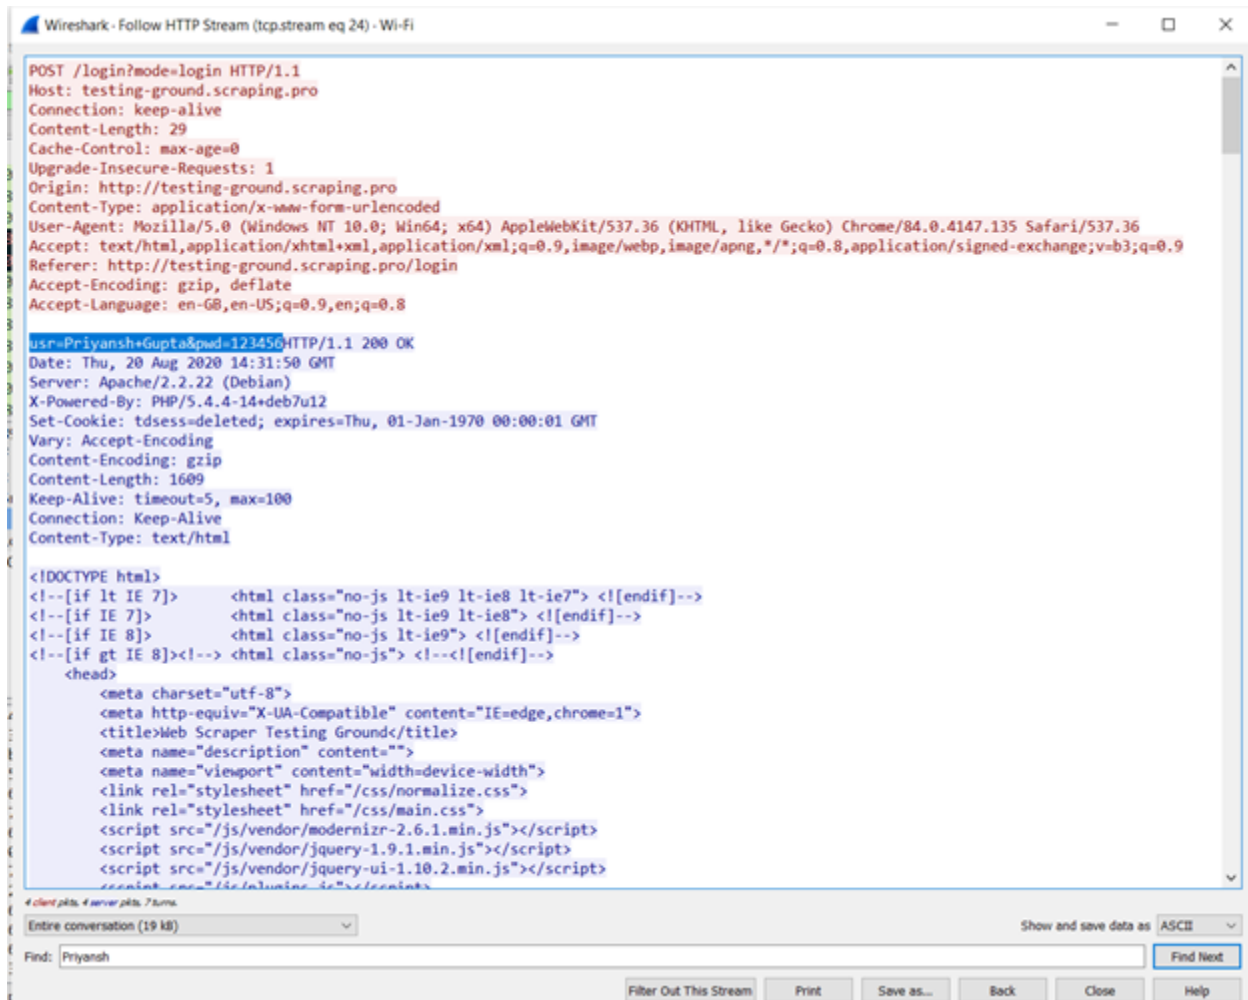 Wireshark · Follow HTTP Stream (tcp.stream eq 24) · Wi-Fi
POST /login?mode=login HTTP/1.1
Host: testing-ground.scraping.pro
Connection: keep-alive
Content-Length: 29
Cache-Control: max-age=0
Upgrade-Insecure-Requests: 1
Origin: http://testing-ground.scraping.pro
Content-Type: application/x-www-form-urlencoded
User-Agent: Mozilla/5.0 (Windows NT 10.0; Win64; x64) AppleWebKit/537.36 (KHTML, like Gecko) Chrome/84.0.4147.135 Safari/537.36
Accept: text/html,application/xhtml+xml,application/xml;q=0.9,image/webp,image/apng,*/*;q=0.8,application/signed-exchange;v=b3;q=0.9
Referer: http://testing-ground.scraping.pro/login
Accept-Encoding: gzip, deflate
Accept-Language: en-GB,en-US;q=0.9,en;q=0.8
usr=Priyansh+Gupta&pwd=123456HTTP/1.1 200 OK
Date: Thu, 20 Aug 2020 14:31:50 GMT
Server: Apache/2.2.22 (Debian)
X-Powered-By: PHP/5.4.4-14+deb7u12
Set-Cookie: tdsess=deleted; expires=Thu, 01-Jan-1970 00:00:01 GMT
Vary: Accept-Encoding
Content-Encoding: gzip
Content-Length: 1609
Keep-Alive: timeout=5, max=100
Connection: Keep-Alive
Content-Type: text/html
<!DOCTYPE html>
<!--[if lt IE 7]>      <html class="no-js lt-ie9 lt-ie8 lt-ie7"> <![endif]-->
<!--[if IE 7]>         <html class="no-js lt-ie9 lt-ie8"> <![endif]-->
<!--[if IE 8]>         <html class="no-js lt-ie9"> <![endif]-->
<!--[if gt IE 8]><!--> <html class="no-js"> <!--<![endif]-->
<head>
<meta charset="utf-8">
<meta http-equiv="X-UA-Compatible" content="IE=edge,chrome=1">
<title>Web Scraper Testing Ground</title>
<meta name="description" content="">
<meta name="viewport" content="width=device-width">
<link rel="stylesheet" href="/css/normalize.css">
<link rel="stylesheet" href="/css/main.css">
<script src="/js/vendor/modernizr-2.6.1.min.js"></script>
<script src="/js/vendor/jquery-1.9.1.min.js"></script>
<script src="/js/vendor/jquery-ui-1.10.2.min.js"></script>
<script src="/js/plugins.js"></script>
4 client pkts, 4 server pkts, 7 turns.
Entire conversation (19 kB)
Show and save data as ASCII
Find: Priyansh
Find Next
Filter Out This Stream
Print
Save as...
Back
Close
Help